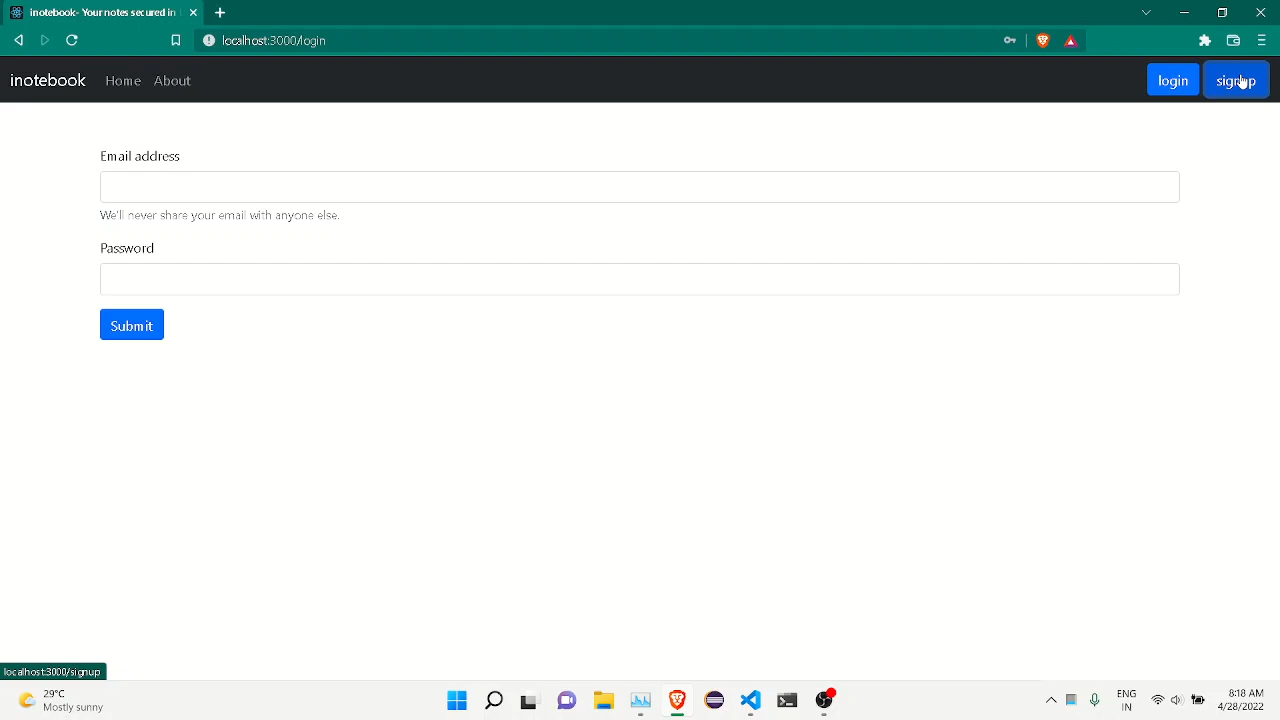 inotebook- Your notes secured in
localhost:3000/login
inotebook Home About login signup
Email address
We'll never share your email with anyone else.
Password
Submit
localhost:3000/signup
29°C
Mostly sunny
ENG
IN
8:18 AM
4/28/2022